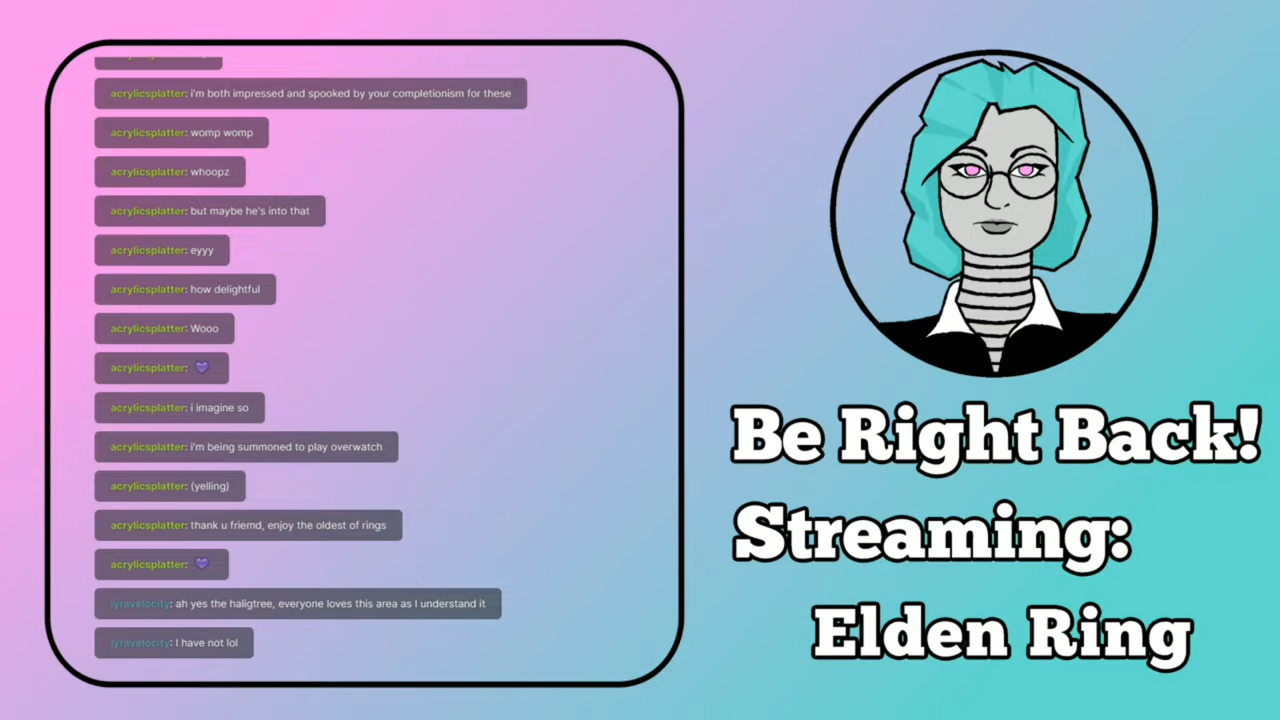 acrylicsplatter: i'm both impressed and spooked by your completionism for these
acrylicsplatter: womp womp
acrylicsplatter: whoopz
acrylicsplatter: but maybe he's into that
acrylicsplatter: eyyy
acrylicsplatter: how delightful
acrylicsplatter: Wooo
acrylicsplatter: 💜
acrylicsplatter: i imagine so
acrylicsplatter: i'm being summoned to play overwatch
acrylicsplatter: (yelling)
acrylicsplatter: thank u friemd, enjoy the oldest of rings
acrylicsplatter: 💜
lyravelocity: ah yes the haligtree, everyone loves this area as I understand it
lyravelocity: I have not lol
Be Right Back!
Streaming:
Elden Ring